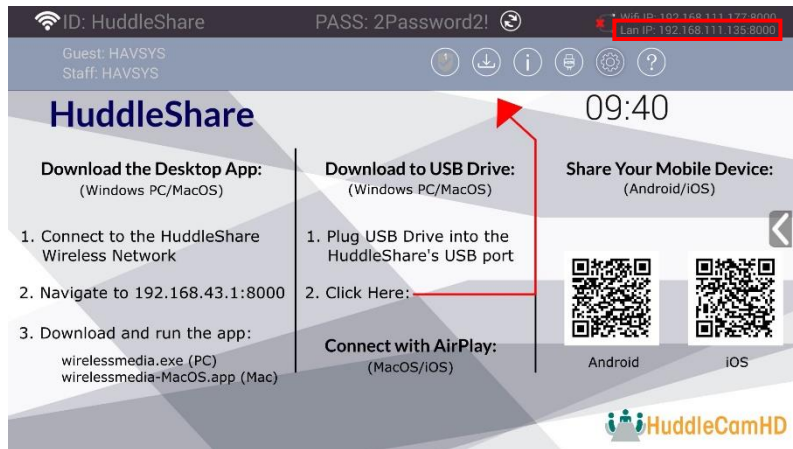 ID: HuddleShare PASS: 2Password2! Wifi IP: 192.168.111.177:8000
Lan IP: 192.168.111.135:8000
Guest: HAVSYS
Staff: HAVSYS
HuddleShare 09:40
Download the Desktop App:
(Windows PC/MacOS)
1. Connect to the HuddleShare
Wireless Network
2. Navigate to 192.168.43.1:8000
3. Download and run the app:
wirelessmedia.exe (PC)
wirelessmedia-MacOS.app (Mac)
Download to USB Drive:
(Windows PC/MacOS)
1. Plug USB Drive into the
HuddleShare's USB port
2. Click Here:
Connect with AirPlay:
(MacOS/iOS)
Share Your Mobile Device:
(Android/iOS)
Android iOS
HuddleCamHD